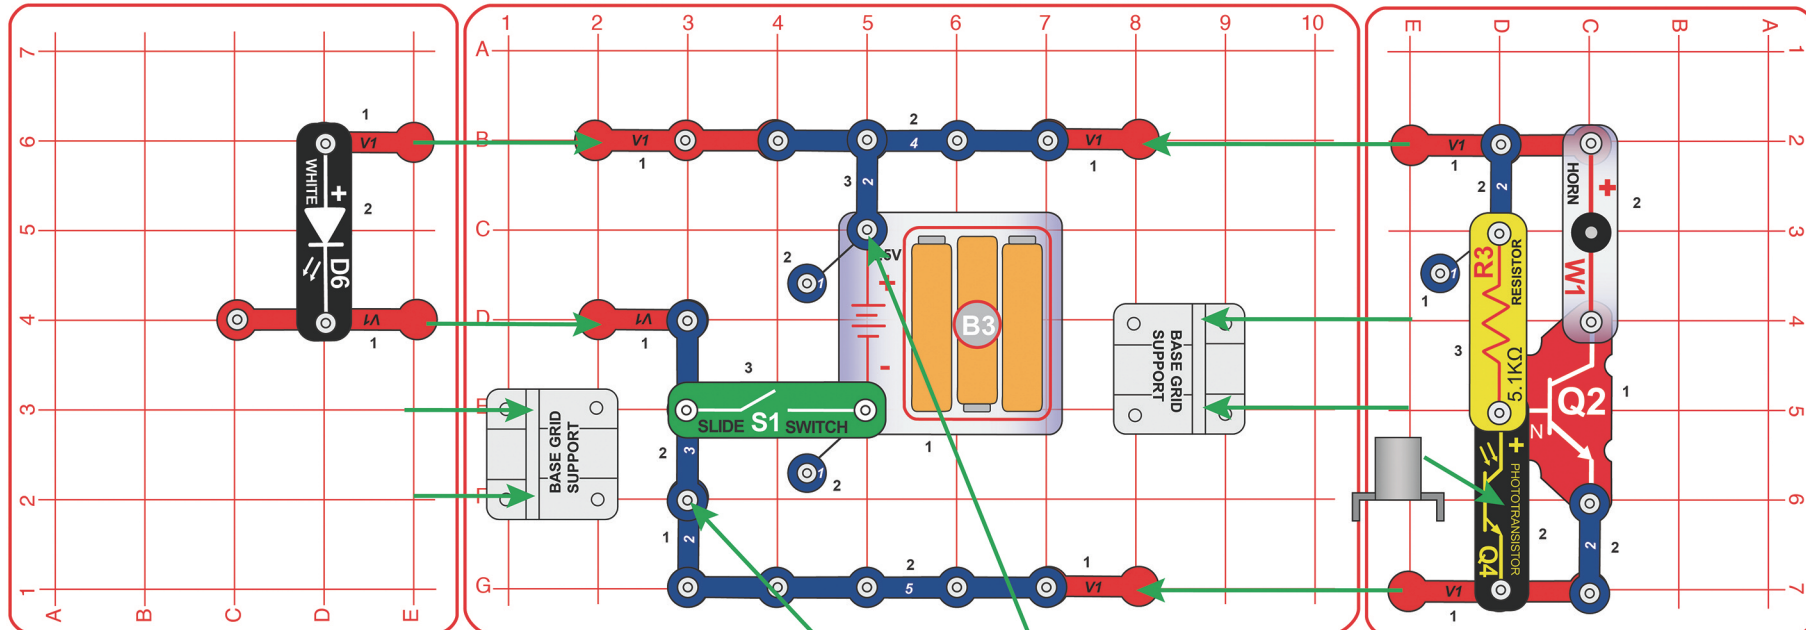 7
6
5
4
3
2
1
A
B
C
D
E
1
V1
WHITE
+
2
D6
V1
1
1
2
3
4
5
6
7
8
9
10
A
B
C
D
E
F
G
V1
1
2
4
V1
1
3
2
2
1
5V
+
-
B3
1
V1
1
3
SLIDE S1 SWITCH
2
3
1
2
1
2
2
5
1
V1
BASE GRID
SUPPORT
BASE GRID
SUPPORT
E
D
C
B
A
1
2
3
4
5
6
7
V1
1
2
2
HORN
+
2
W1
1
1
R3
RESISTOR
5.1KΩ
3
Q2
N
1
+
PHOTOTRANSISTOR
Q4
2
2
2
V1
1